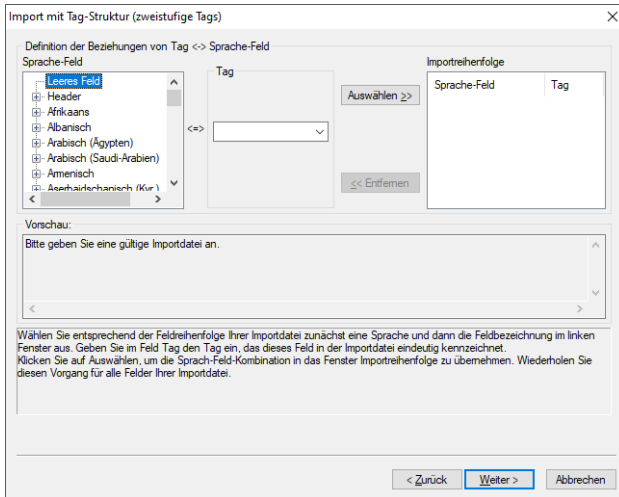 Import mit Tag-Struktur (zweistufige Tags)
Definition der Beziehungen von Tag <-> Sprache-Feld
Sprache-Feld
Leeres Feld
Header
Afrikaans
Albanisch
Arabisch (Ägypten)
Arabisch (Saudi-Arabien)
Armenisch
Aserbaidschanisch (Kyr.)
<=>
Tag
Auswählen >>
<< Entfernen
Importreihenfolge
Sprache-Feld Tag
Vorschau:
Bitte geben Sie eine gültige Importdatei an.
Wählen Sie entsprechend der Feldreihenfolge Ihrer Importdatei zunächst eine Sprache und dann die Feldbezeichnung im linken
Fenster aus. Geben Sie im Feld Tag den Tag ein, das dieses Feld in der Importdatei eindeutig kennzeichnet.
Klicken Sie auf Auswählen, um die Sprach-Feld-Kombination in das Fenster Importreihenfolge zu übernehmen. Wiederholen Sie
diesen Vorgang für alle Felder Ihrer Importdatei.
< Zurück Weiter > Abbrechen